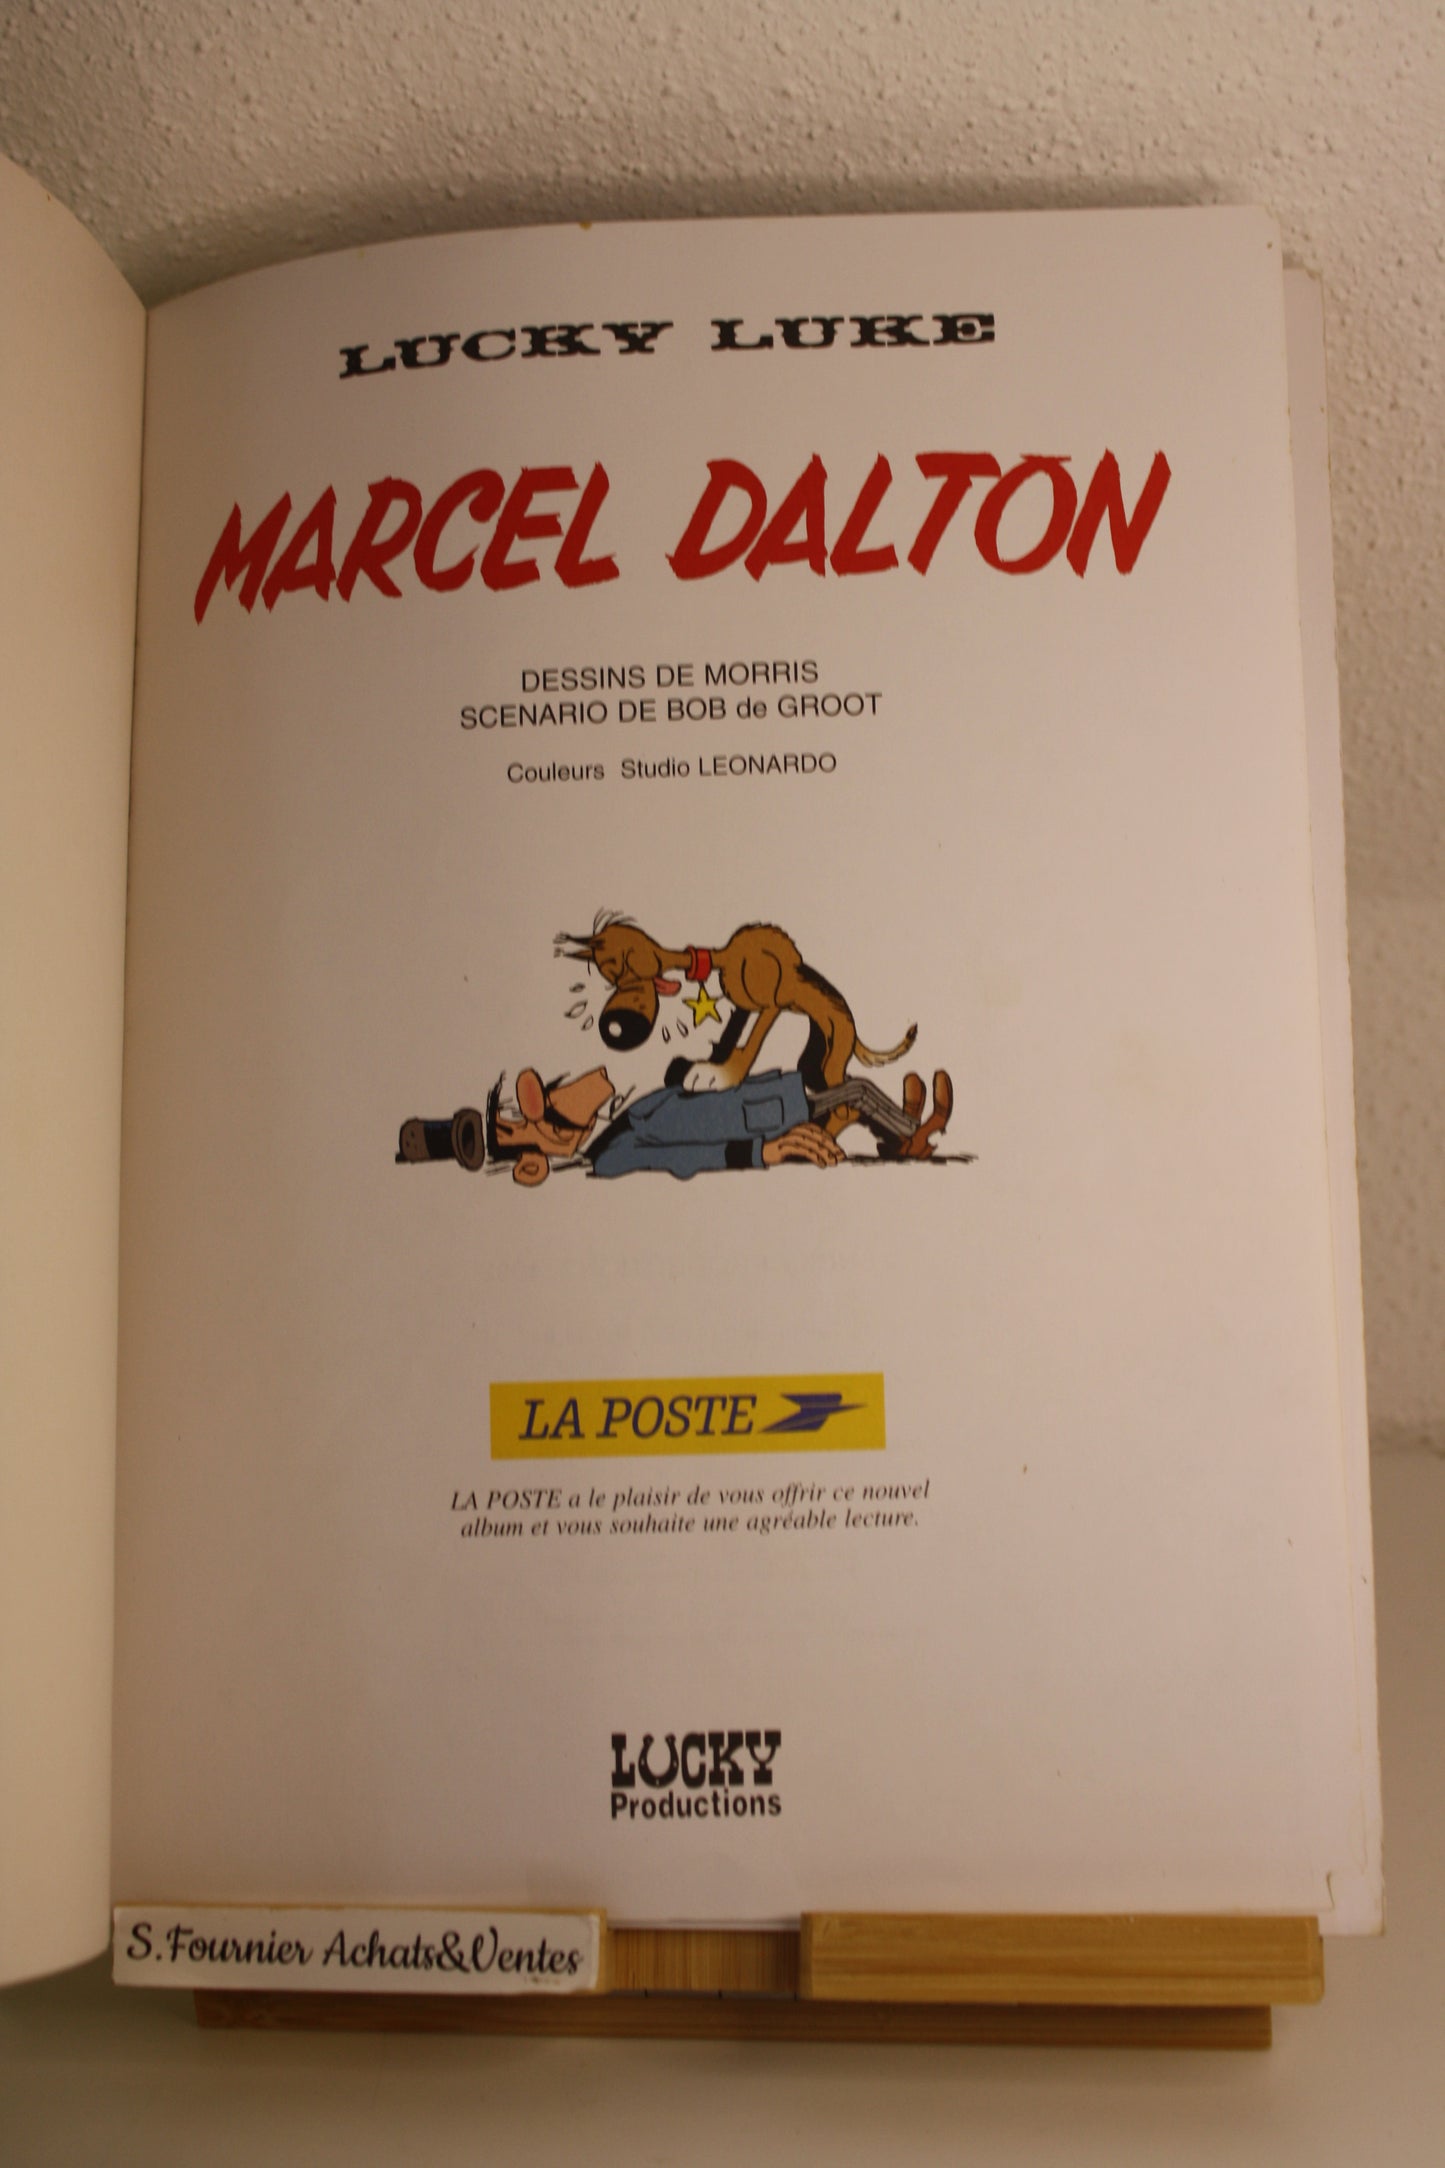 LUCKY LUKE
MARCEL DALTON
DESSINS DE MORRIS
SCENARIO DE BOB de GROOT
Couleurs Studio LEONARDO
LA POSTE
LA POSTE a le plaisir de vous offrir ce nouvel
album et vous souhaite une agréable lecture.
LUCKY
Productions
S.Fournier Achats&Ventes